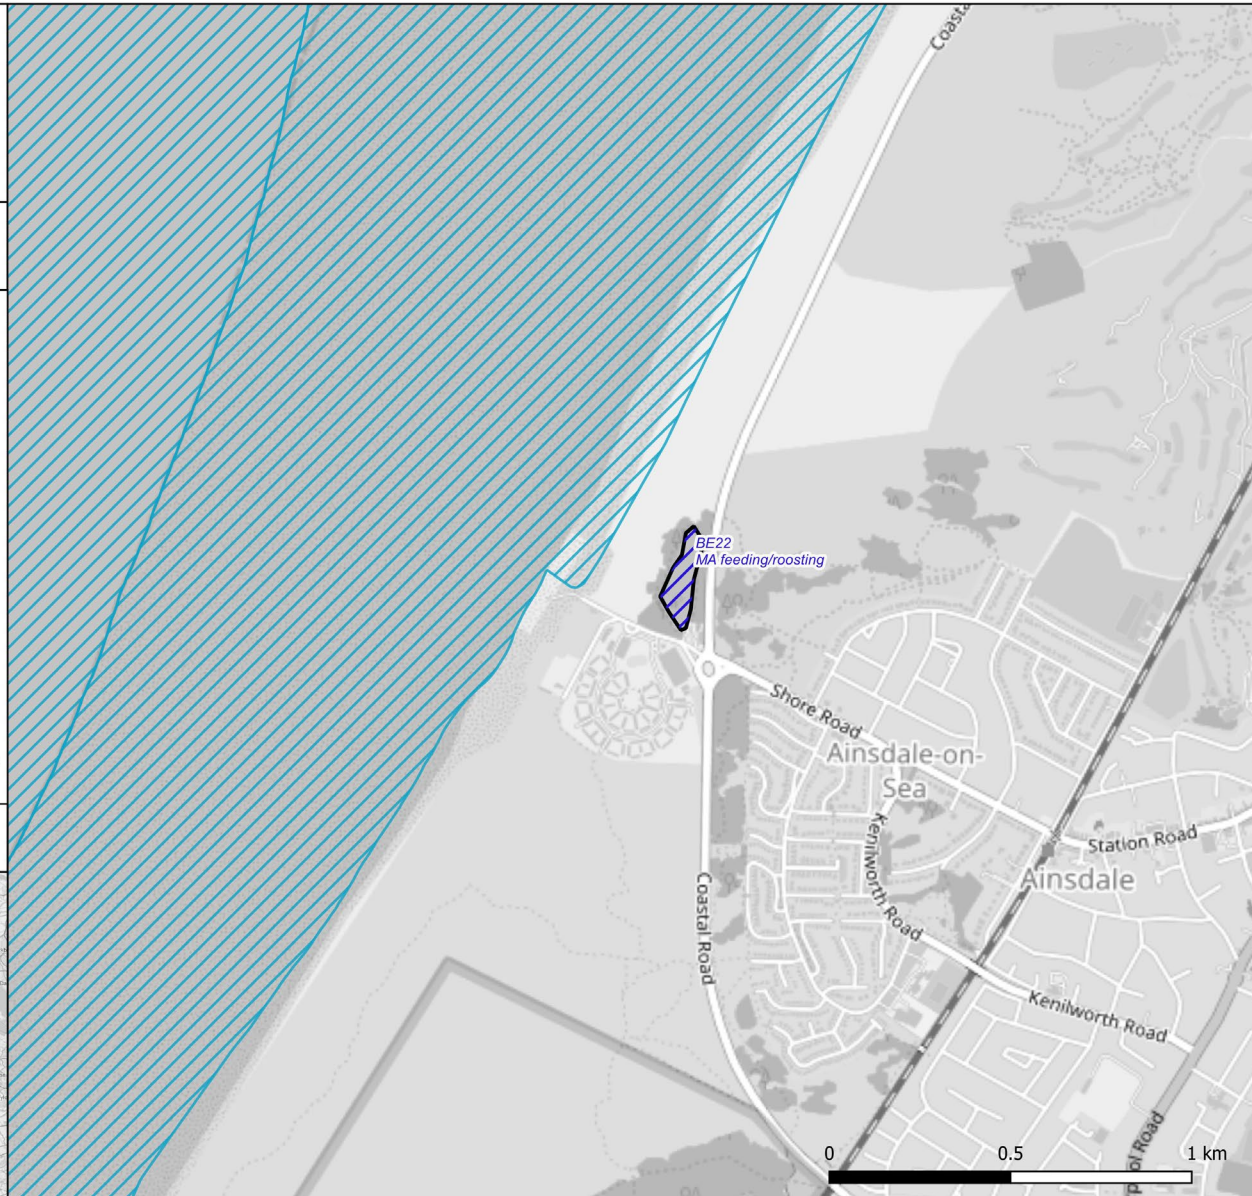 Coasta
BE22
MA feeding/roosting
Shore Road
Ainsdale-on-
Sea
Kenilworth Road
Station Road
Ainsdale
Coastal Road
Kenilworth Road
pool Road
0 0.5 1 km